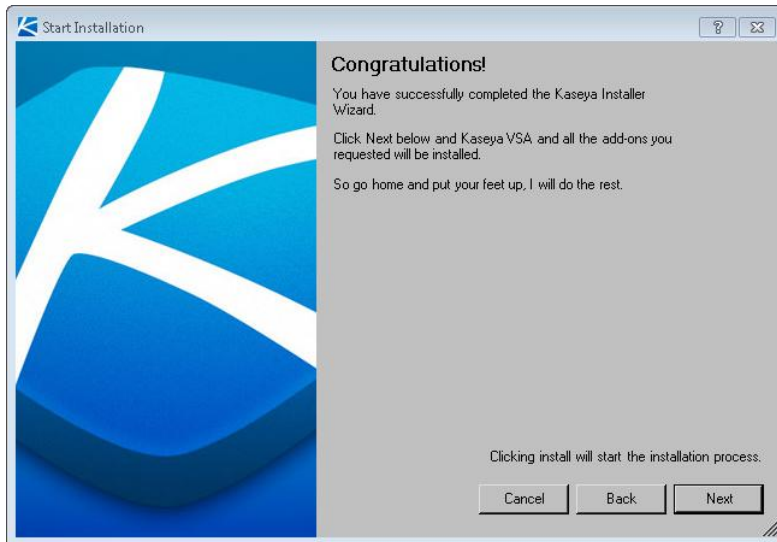 Start Installation
Congratulations!
You have successfully completed the Kaseya Installer
Wizard.
Click Next below and Kaseya VSA and all the add-ons you
requested will be installed.
So go home and put your feet up, I will do the rest.
Clicking install will start the installation process.
Cancel Back Next